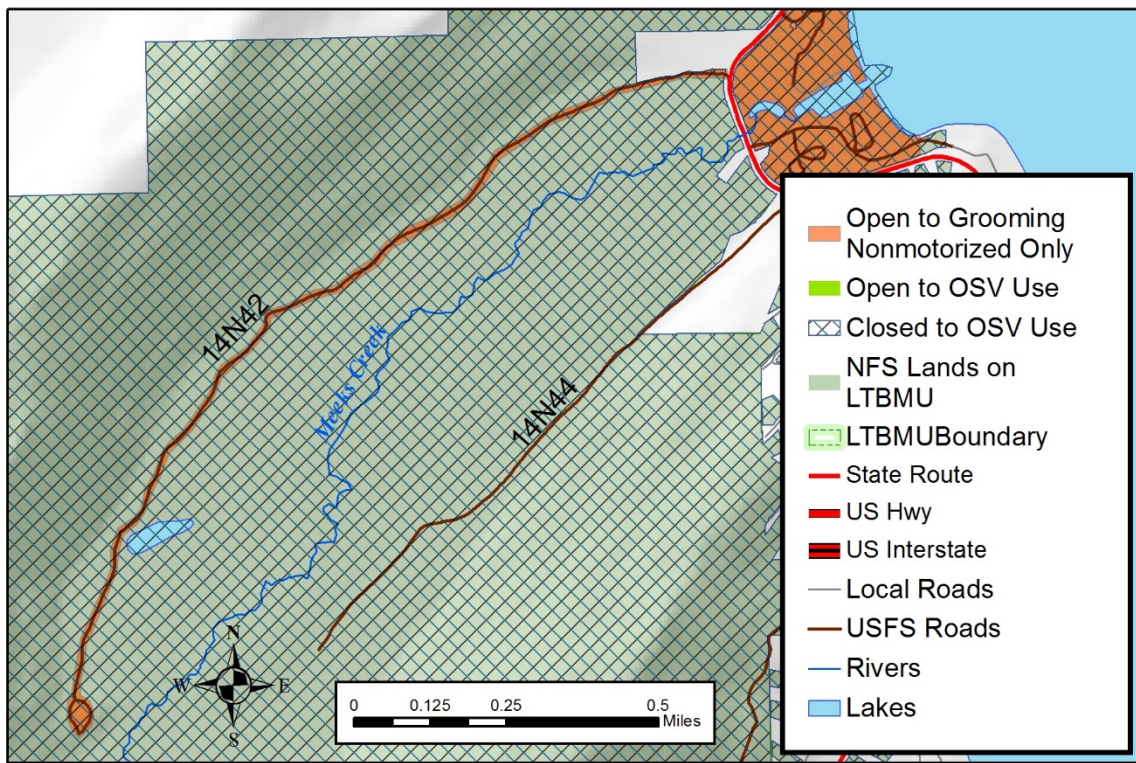 14N42
Meeks Creek
14N44
N
W E
S
0 0.125 0.25 0.5
Miles
Open to Grooming
Nonmotorized Only
Open to OSV Use
Closed to OSV Use
NFS Lands on
LTBMU
LTBMUBoundary
State Route
US Hwy
US Interstate
Local Roads
USFS Roads
Rivers
Lakes